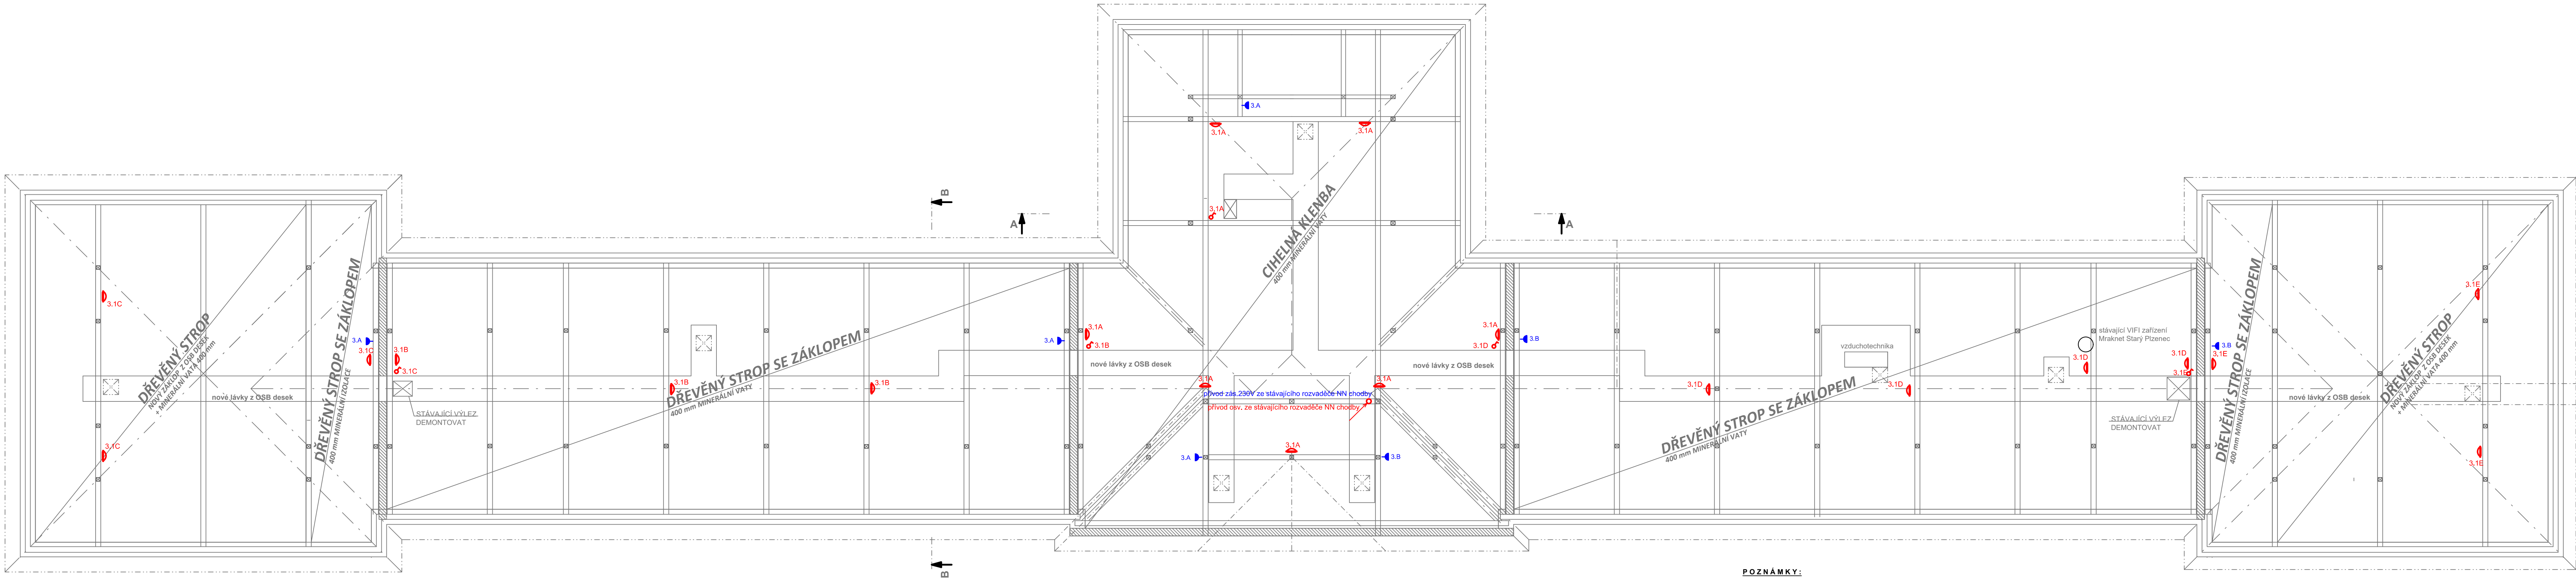 3.A
3.1A
3.1A
B
3.1A
A
A
CIHELNÁ KLENBA
400 mm MINERÁLNÍ VATY
DŘEVĚNÝ STROP
NOVÝ ZÁKLOP Z OSB DESEK
+ MINERÁLNÍ VATA 400 mm
3.1C
3.1C
nové lávky z OSB desek
DŘEVĚNÝ STROP SE ZÁKLOPEM
400 mm MINERÁLNÍ IZOLACE
3.A
3.1C
3.1B
3.1C
STÁVAJÍCÍ VÝLEZ
DEMONTOVAT
3.1B
DŘEVĚNÝ STROP SE ZÁKLOPEM
400 mm MINERÁLNÍ VATY
3.1B
3.A
3.1A
3.1B
nové lávky z OSB desek
3.1A
3.1A
přívod zás.230V ze stávajícího rozvaděče NN chodby
přívod osv. ze stávajícího rozvaděče NN chodby
3.1A
3.A
3.B
3.1A
3.1D
3.B
nové lávky z OSB desek
DŘEVĚNÝ STROP SE ZÁKLOPEM
400 mm MINERÁLNÍ VATY
3.1D
vzduchotechnika
3.1D
stávající VIFI zařízení
Mraknet Starý Plzenec
3.1D
3.1D
3.1E
STÁVAJÍCÍ VÝLEZ
DEMONTOVAT
3.B
3.1E
DŘEVĚNÝ STROP SE ZÁKLOPEM
400 mm MINERÁLNÍ IZOLACE
nové lávky z OSB desek
DŘEVĚNÝ STROP
NOVÝ ZÁKLOP Z OSB DESEK
+ MINERÁLNÍ VATA 400 mm
3.1E
3.1E
B
POZNÁMKY: